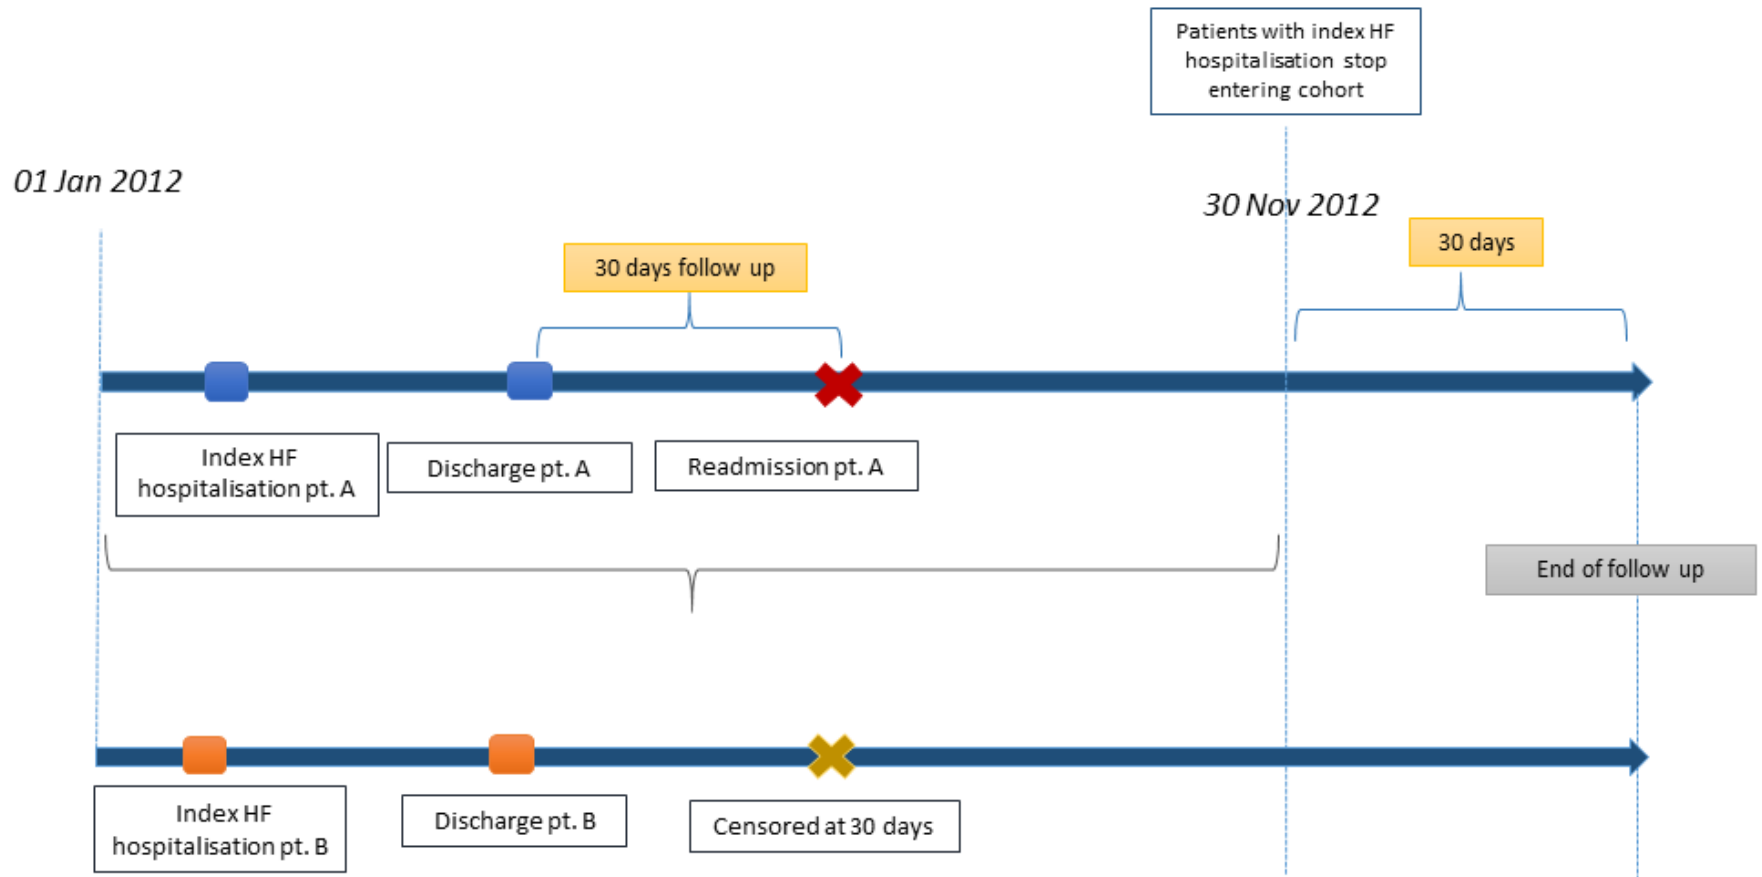 Patients with index HF
hospitalisation stop
entering cohort
01 Jan 2012
30 Nov 2012
30 days
30 days follow up
Index HF
hospitalisation pt. A
Discharge pt. A
Readmission pt. A
End of follow up
Index HF
hospitalisation pt. B
Discharge pt. B
Censored at 30 days